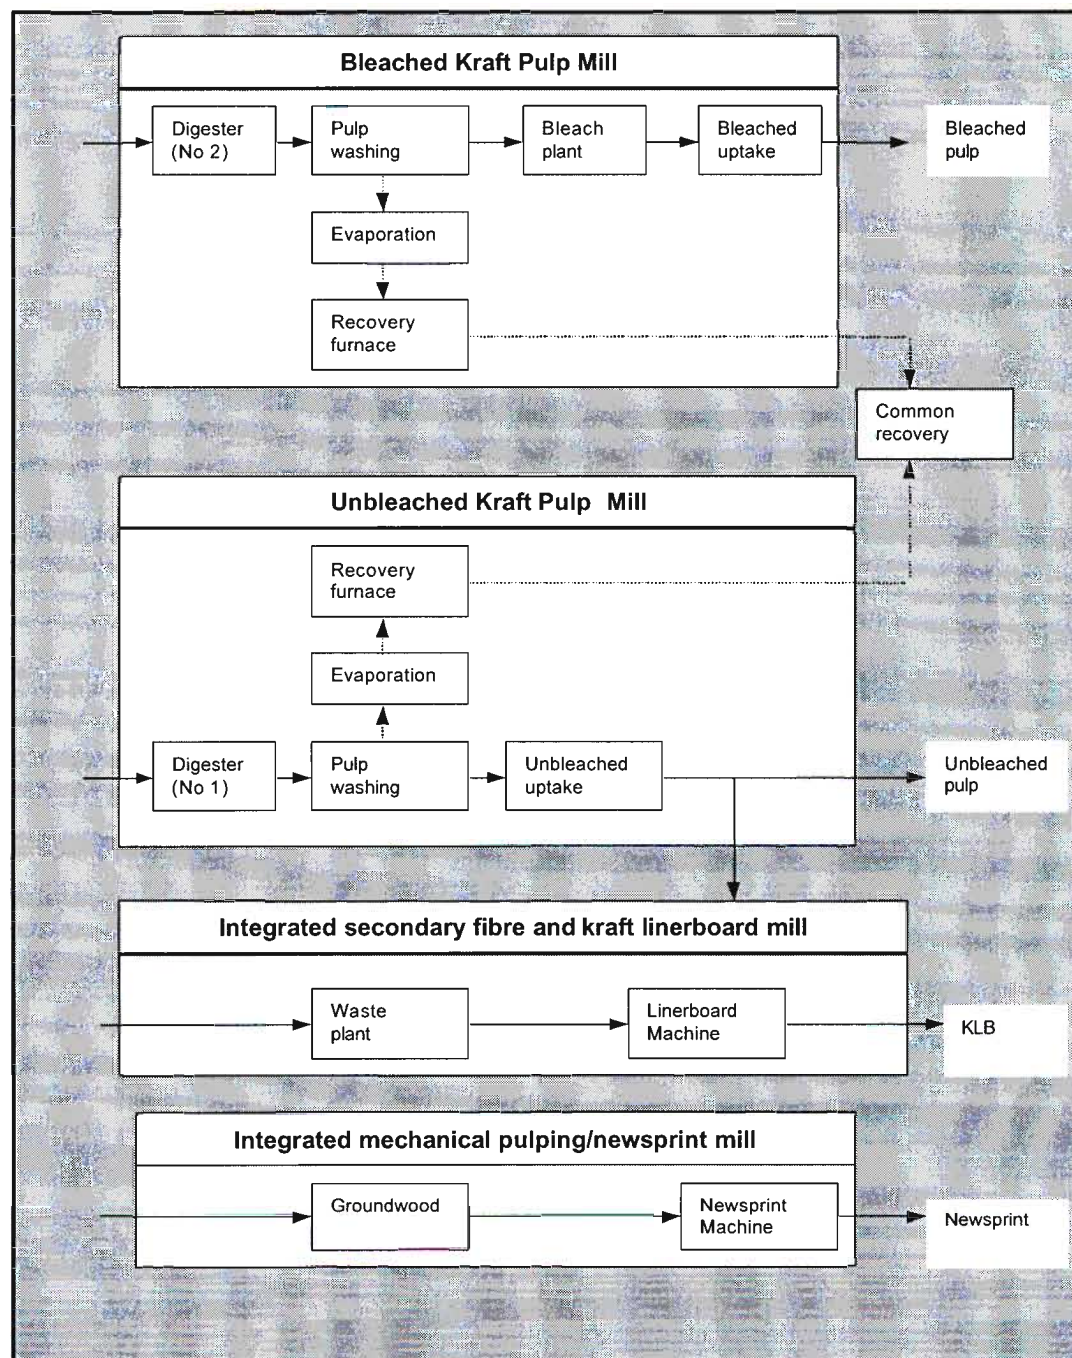 Bleached Kraft Pulp Mill
Digester
(No 2)
Pulp
washing
Bleach
plant
Bleached
uptake
Bleached
pulp
Evaporation
Recovery
furnace
Common
recovery
Unbleached Kraft Pulp Mill
Recovery
furnace
Evaporation
Digester
(No 1)
Pulp
washing
Unbleached
uptake
Unbleached
pulp
Integrated secondary fibre and kraft linerboard mill
Waste
plant
Linerboard
Machine
KLB
Integrated mechanical pulping/newsprint mill
Groundwood
Newsprint
Machine
Newsprint